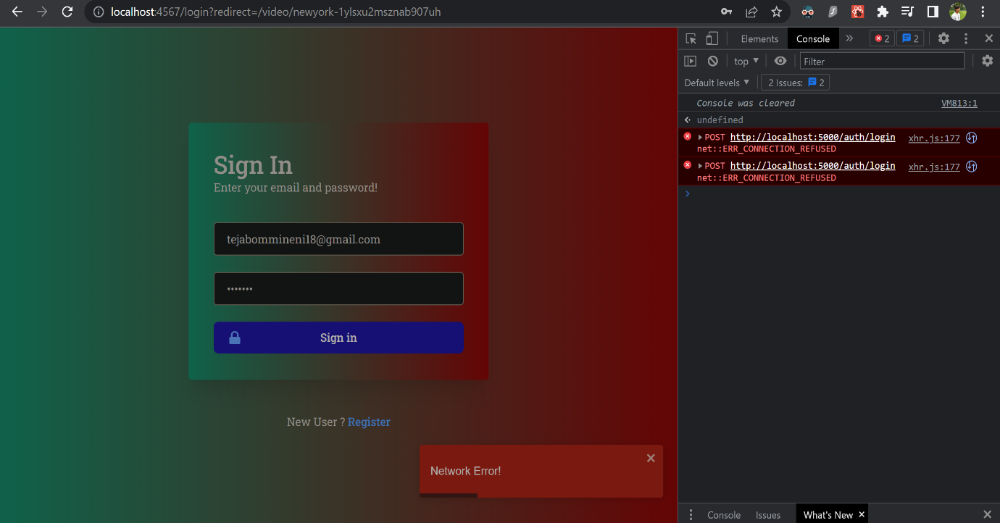 localhost:4567/login?redirect=/video/newyork-1ylsxu2msznab907uh
Elements Console 2 2
top Filter
Default levels 2 Issues: 2
Console was cleared VM813:1
undefined
POST http://localhost:5000/auth/login xhr.js:177
net::ERR_CONNECTION_REFUSED
POST http://localhost:5000/auth/login xhr.js:177
net::ERR_CONNECTION_REFUSED
Sign In
Enter your email and password!
tejabommineni18@gmail.com
•••••••
Sign in
New User ? Register
Network Error!
Console Issues What's New